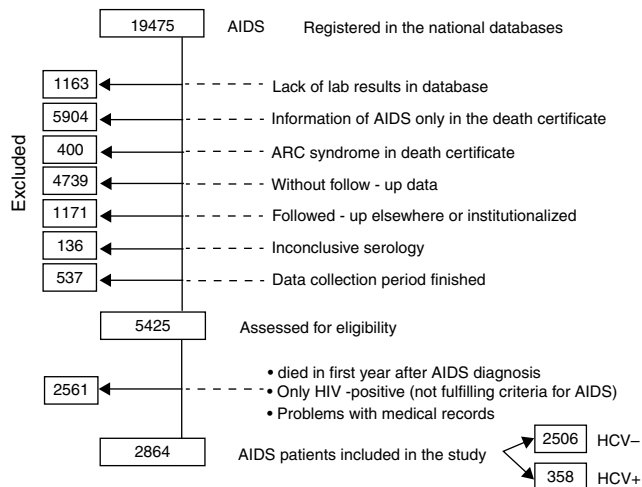 19475 AIDS Registered in the national databases
Excluded
1163 Lack of lab results in database
5904 Information of AIDS only in the death certificate
400 ARC syndrome in death certificate
4739 Without follow - up data
1171 Followed - up elsewhere or institutionalized
136 Inconclusive serology
537 Data collection period finished
5425 Assessed for eligibility
• died in first year after AIDS diagnosis
2561 • Only HIV -positive (not fulfilling criteria for AIDS)
• Problems with medical records
2864 AIDS patients included in the study
2506 HCV–
358 HCV+